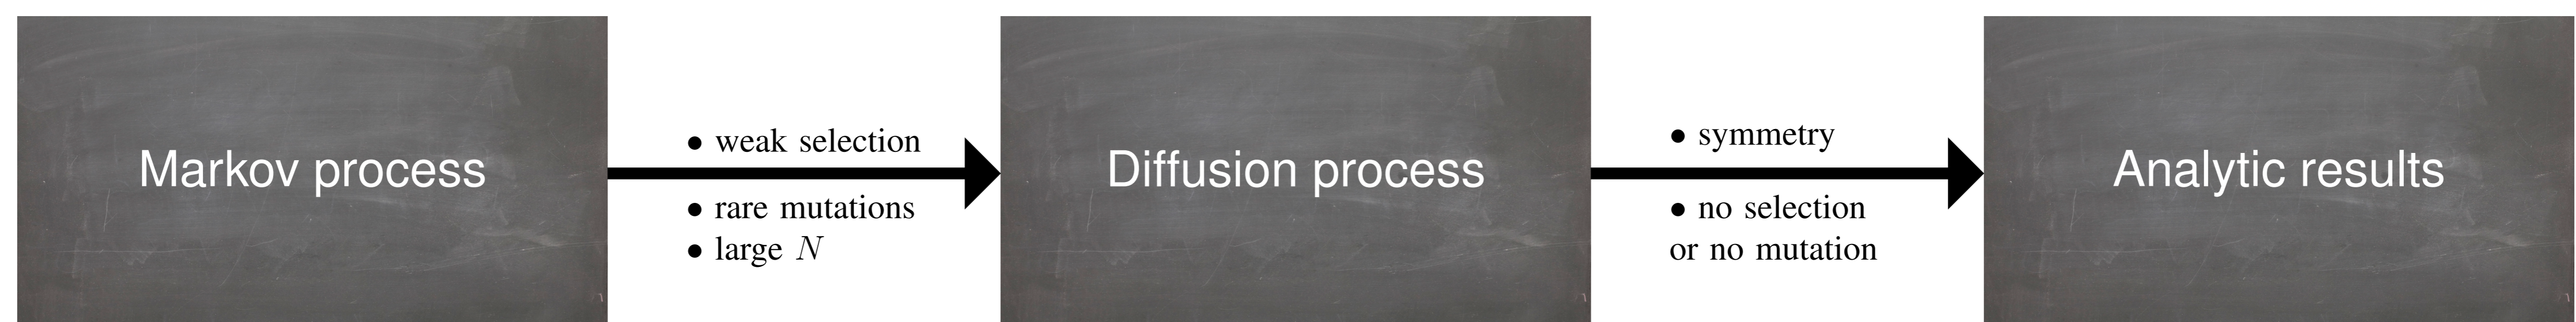 Markov process
• weak selection
• rare mutations
• large N
Diffusion process
• symmetry
• no selection
or no mutation
Analytic results